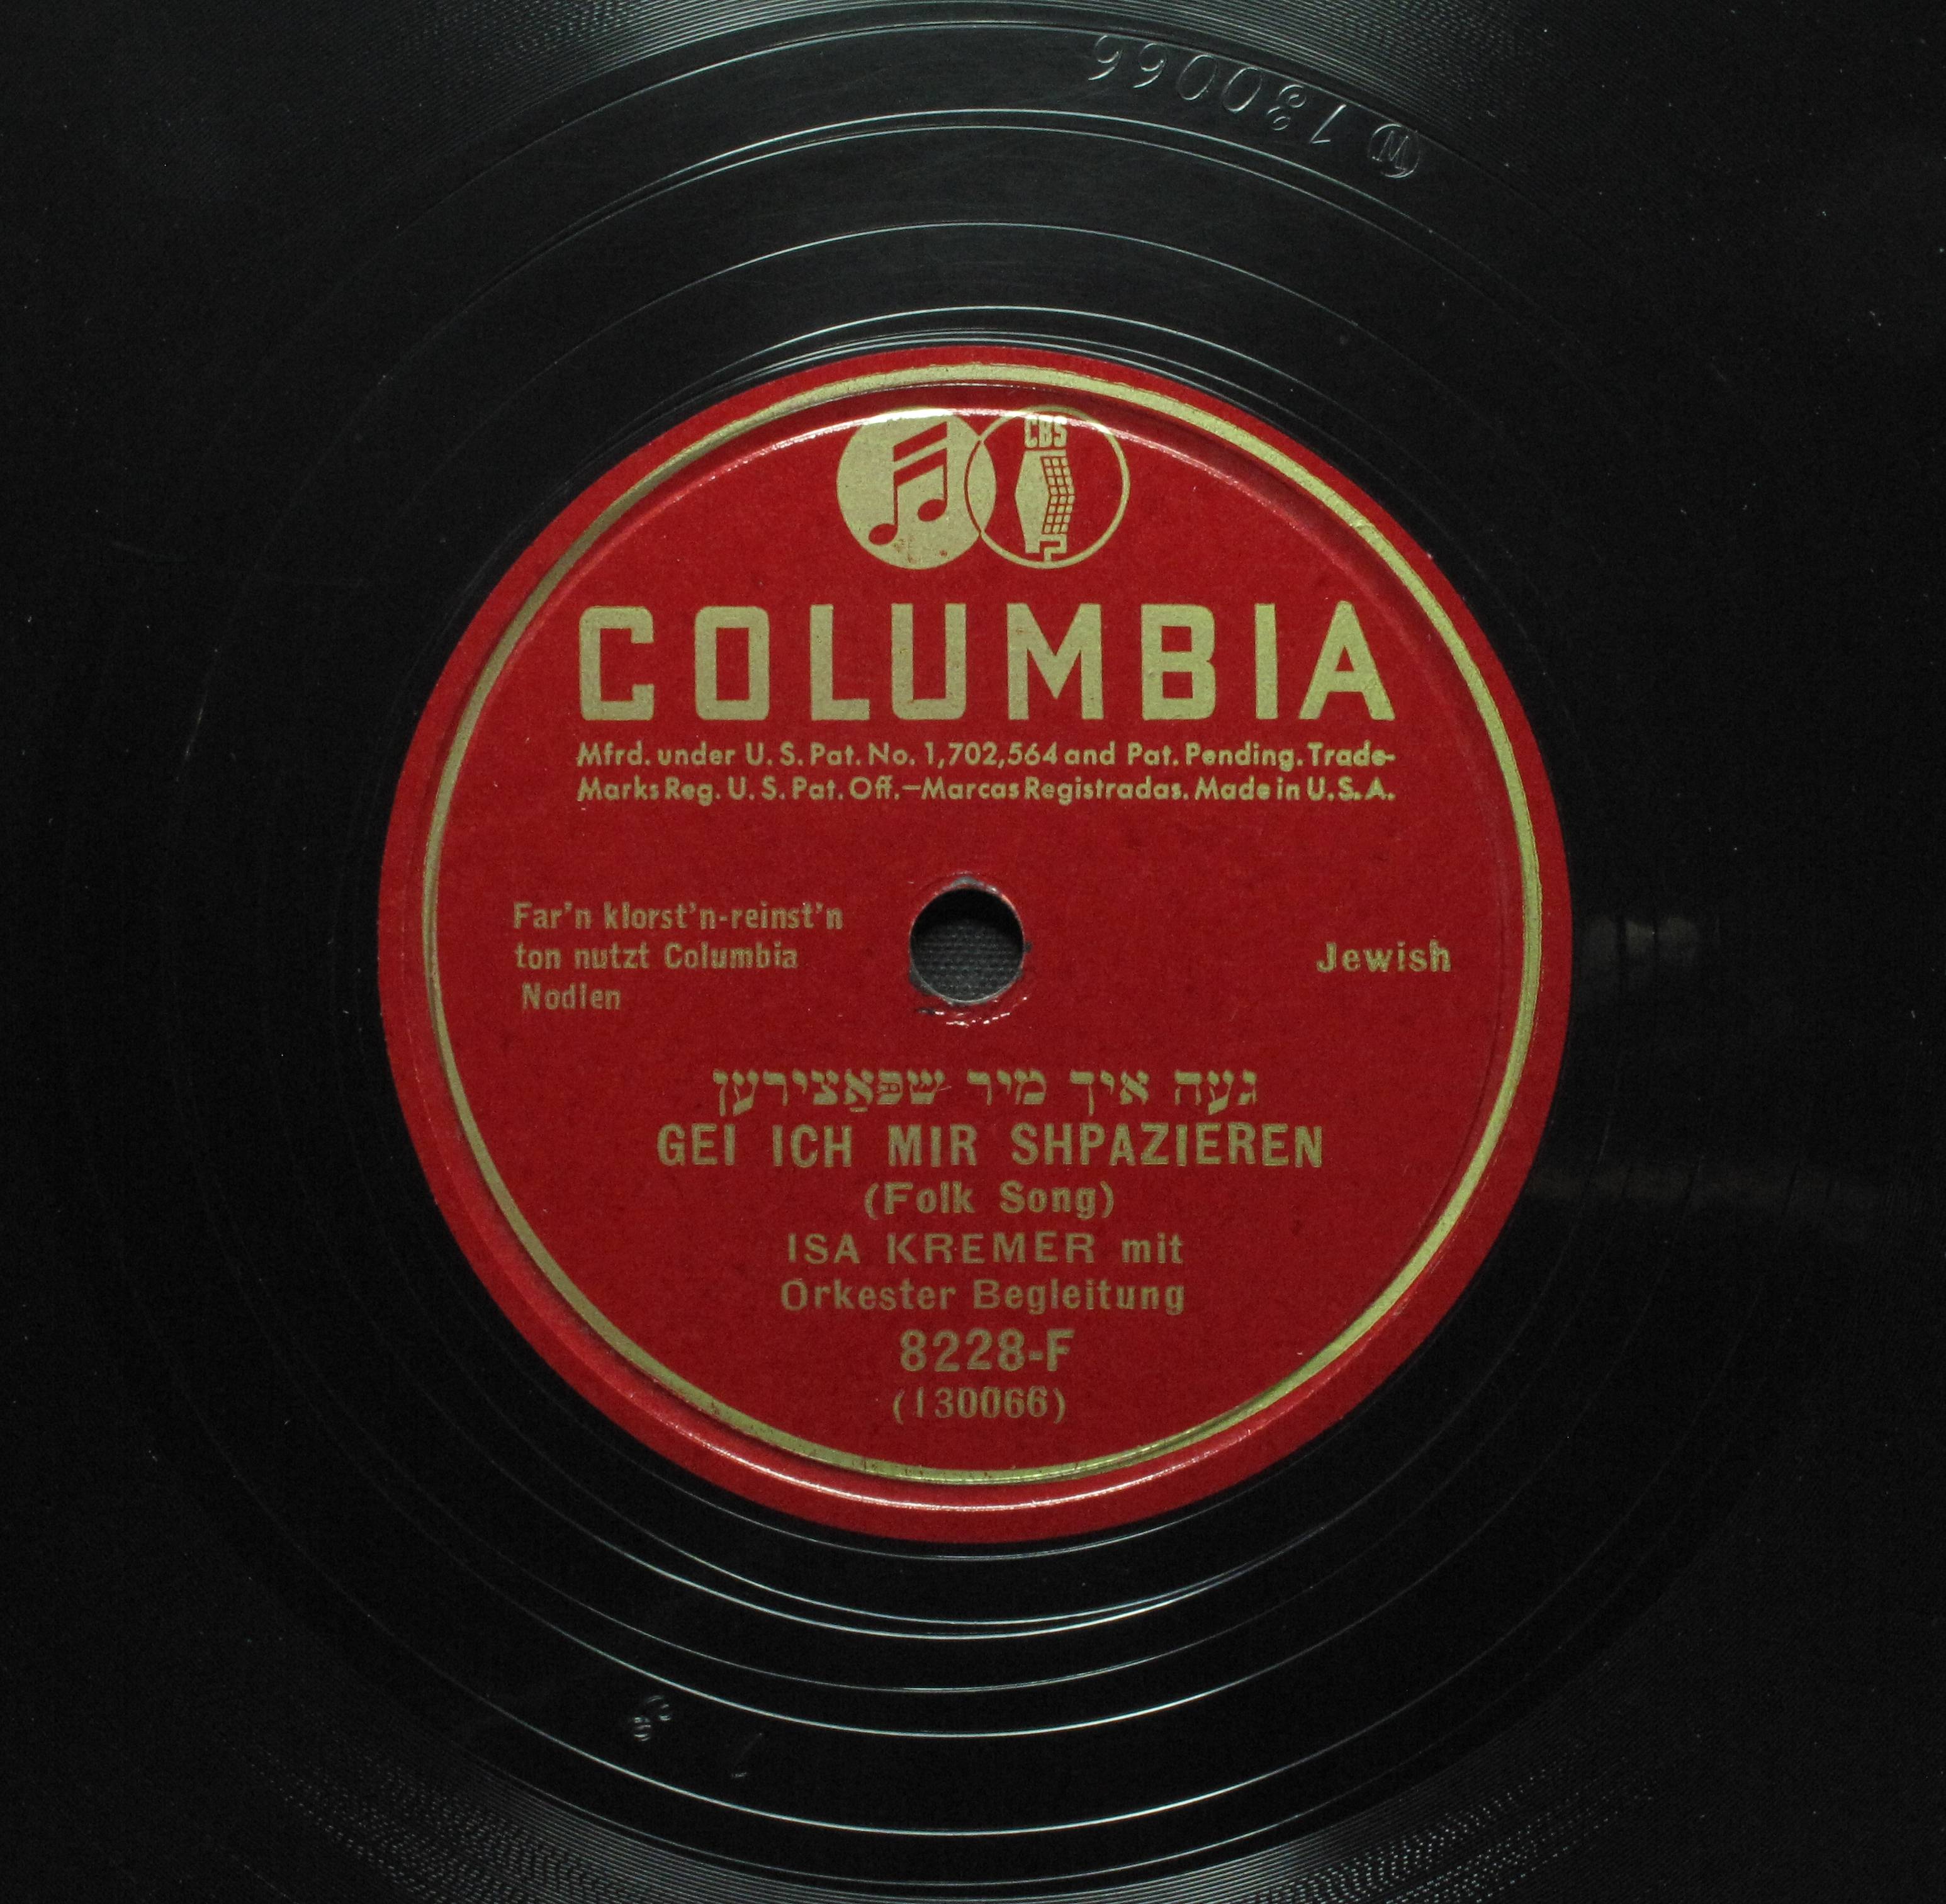 W 130066
CBS
COLUMBIA
Mfrd. under U. S. Pat. No. 1,702,564 and Pat. Pending. Trade-
Marks Reg. U. S. Pat. Off.—Marcas Registradas. Made in U.S.A.
Far'n klorst'n-reinst'n
ton nutzt Columbia
Nodlen
Jewish
געה איך מיר שפּאַצירען
GEI ICH MIR SHPAZIEREN
(Folk Song)
ISA KREMER mit
Orkester Begleitung
8228-F
(130066)
1 3